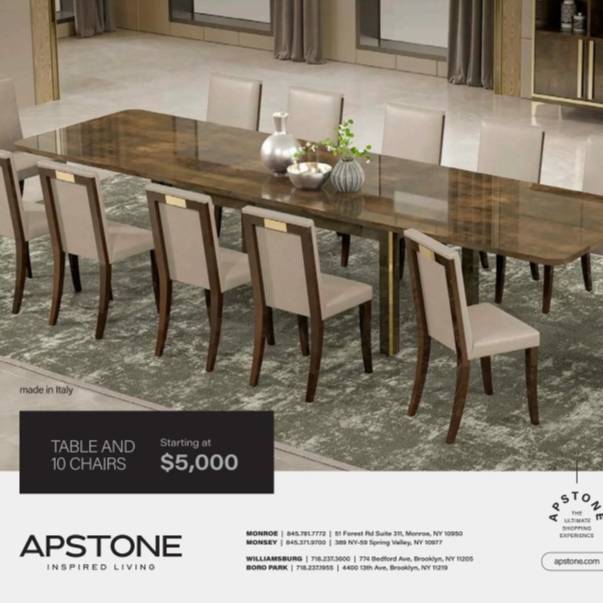 made in Italy
TABLE AND
10 CHAIRS
Starting at
$5,000
APSTONE
INSPIRED LIVING
MONROE | 845.781.7772 | 51 Forest Rd Suite 311, Monroe, NY 10950
MONSEY | 845.371.9700 | 389 NY-59 Spring Valley, NY 10977
WILLIAMSBURG | 718.237.3600 | 774 Bedford Ave, Brooklyn, NY 11205
BORO PARK | 718.237.1955 | 4400 13th Ave, Brooklyn, NY 11219
APSTONE
THE
ULTIMATE
SHOPPING
EXPERIENCE
apstone.com